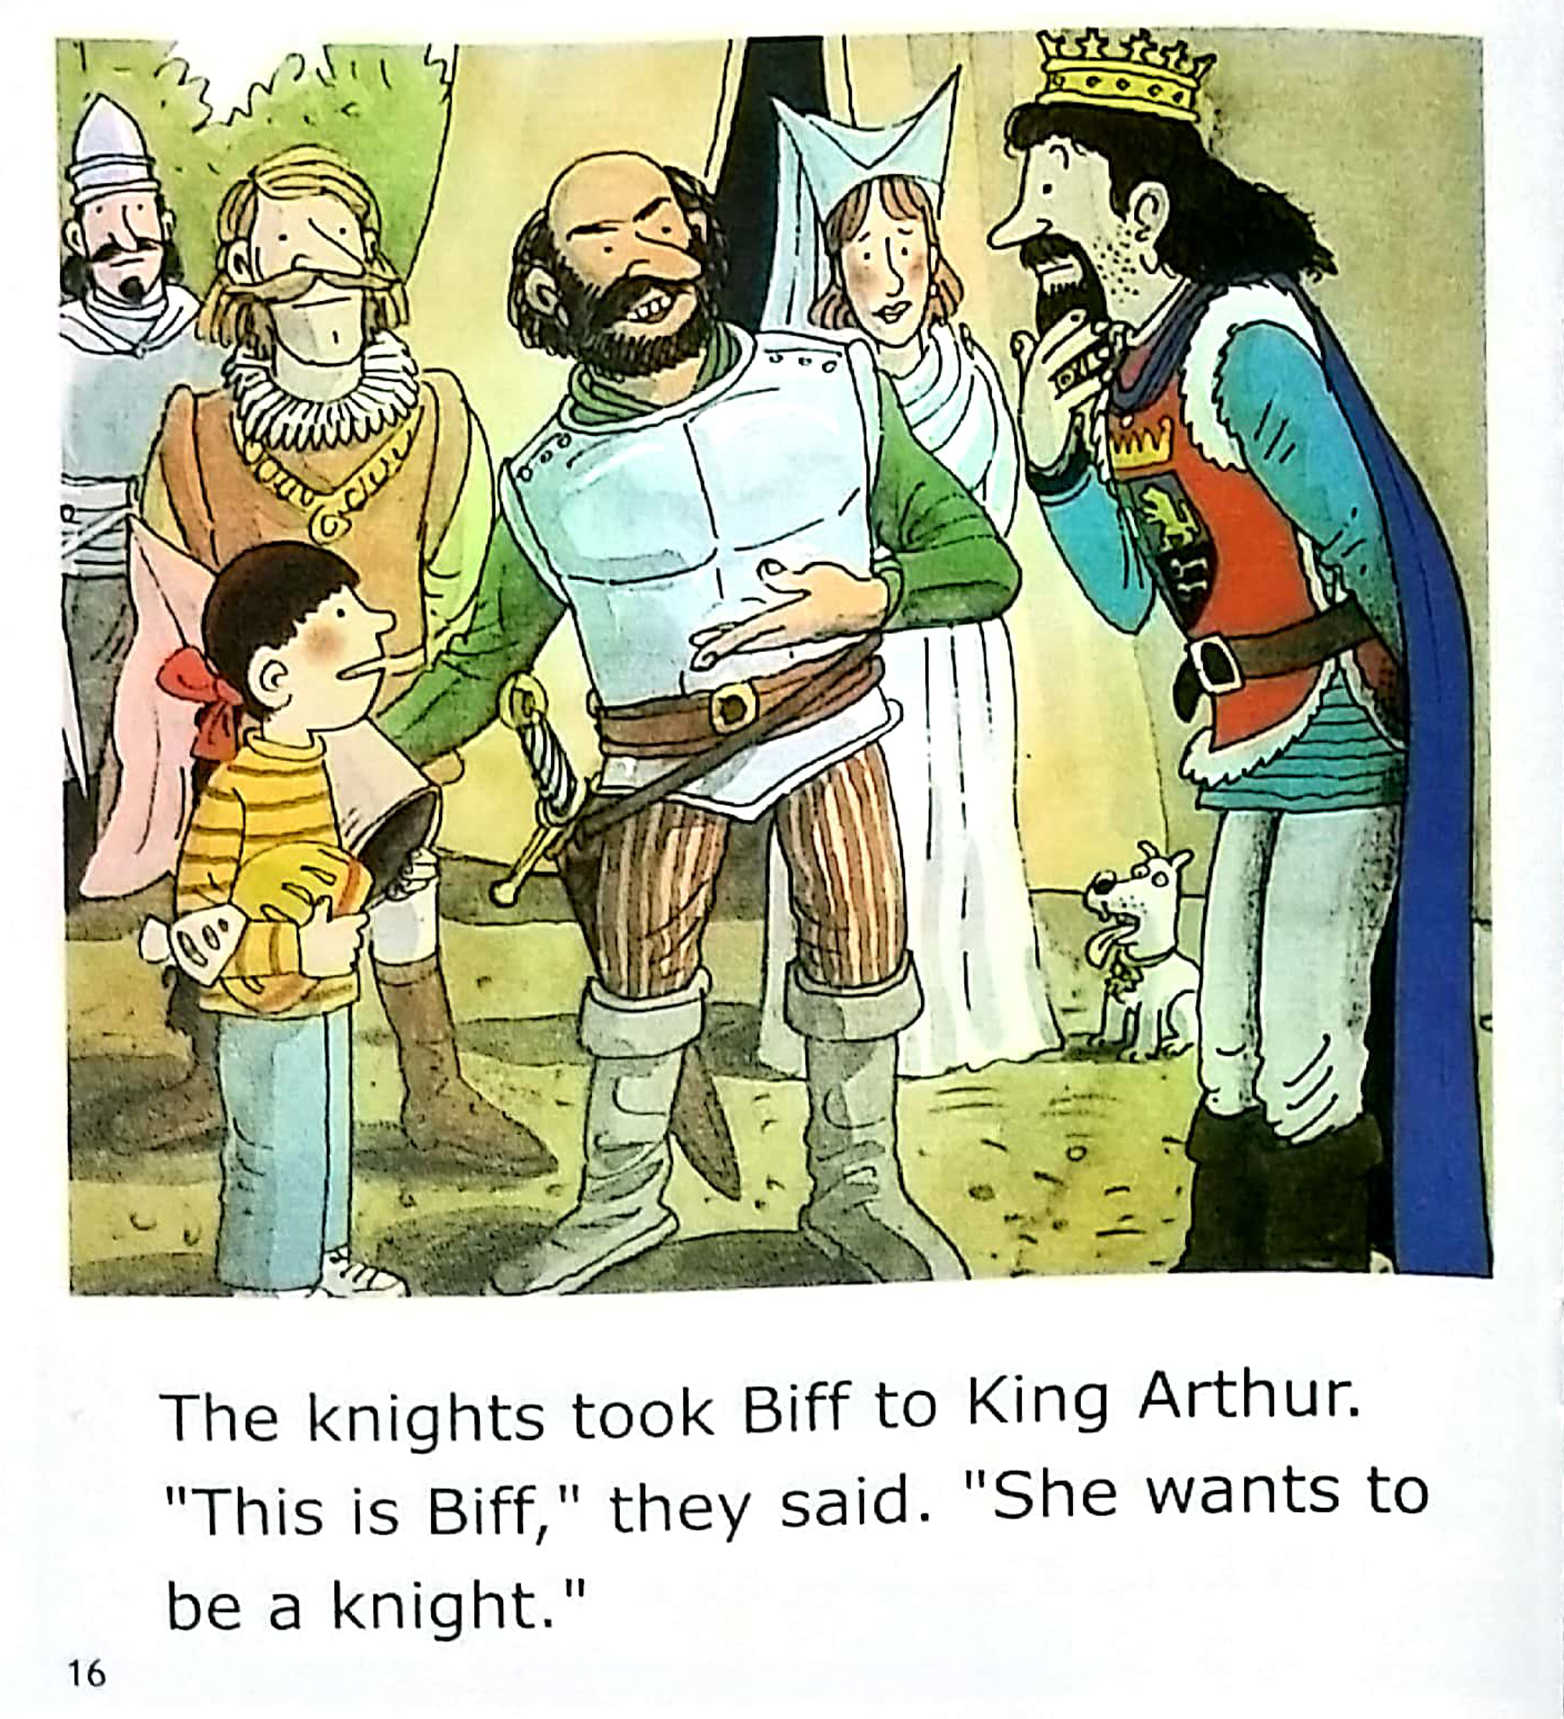 The knights took Biff to King Arthur.
"This is Biff," they said. "She wants to
be a knight."
16